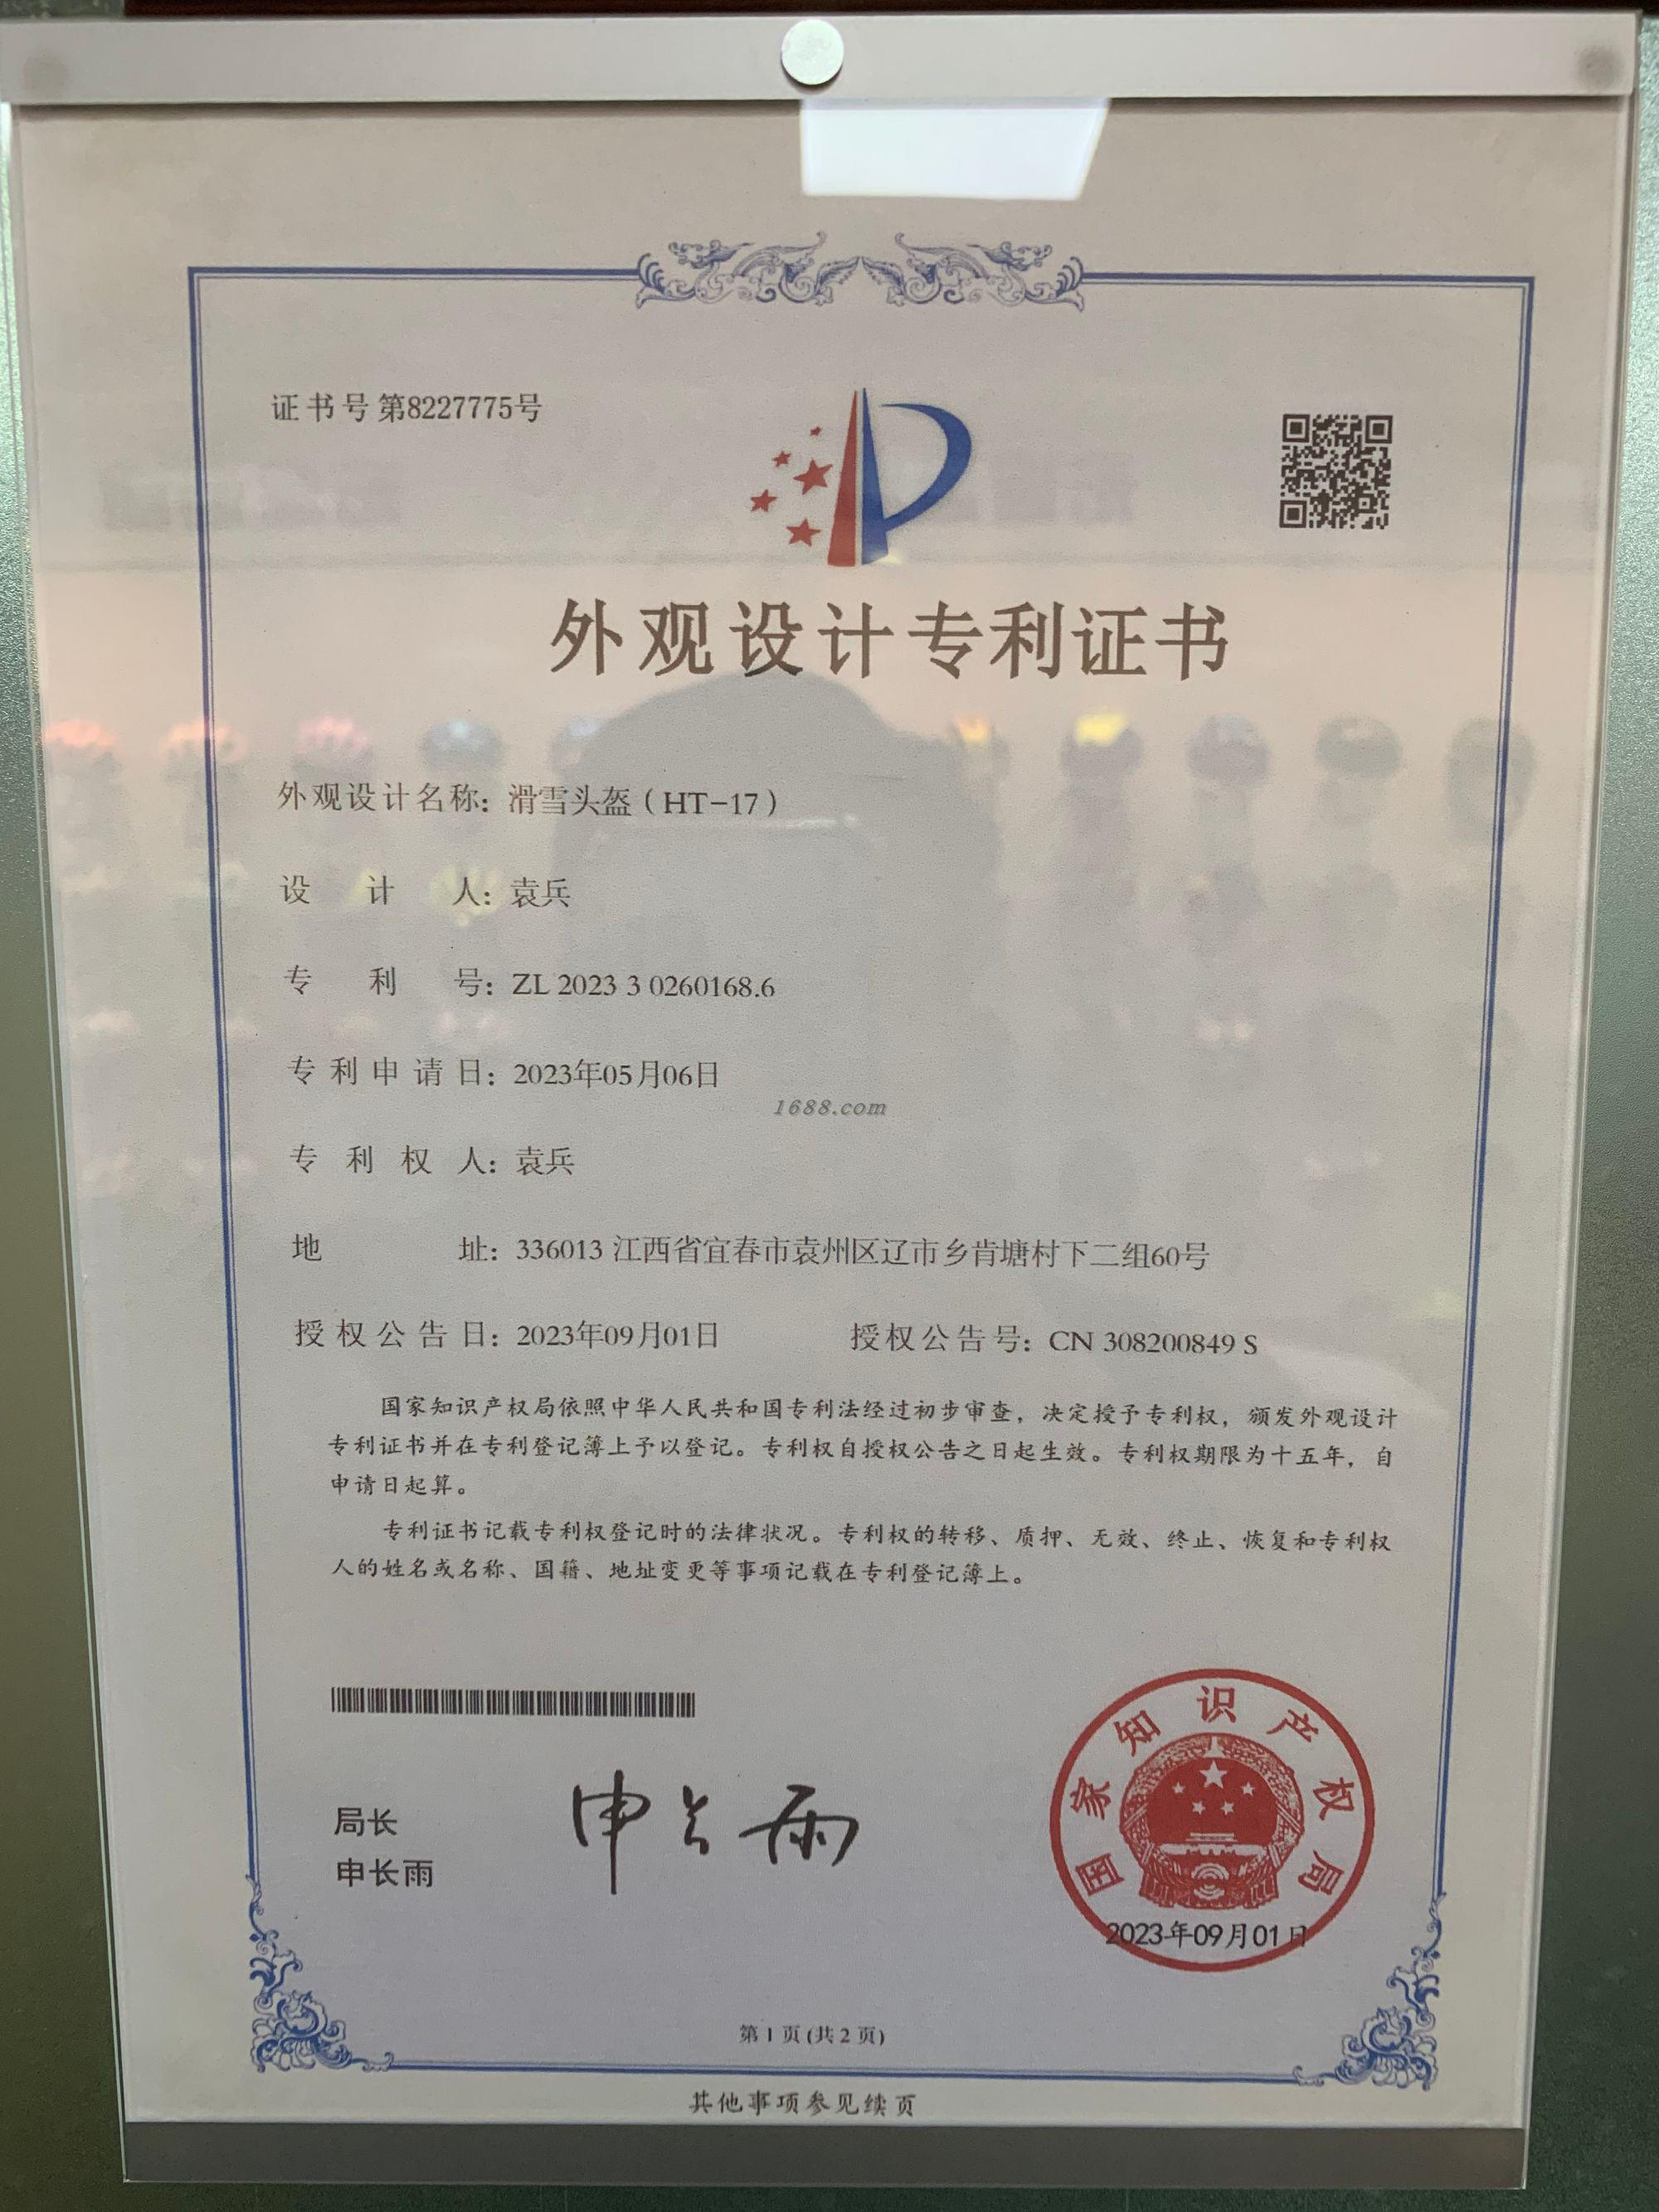 证书号第8227775号
外观设计专利证书
外观设计名称：滑雪头盔（HT-17）
设计人：袁兵
专利号：ZL 2023 3 0260168.6
专利申请日：2023年05月06日
1688.com
专利权人：袁兵
地址：336013 江西省宜春市袁州区辽市乡肯塘村下二组60号
授权公告日：2023年09月01日 授权公告号：CN 308200849 S
国家知识产权局依照中华人民共和国专利法经过初步审查，决定授予专利权，颁发外观设计
专利证书并在专利登记簿上予以登记。专利权自授权公告之日起生效。专利权期限为十五年，自
申请日起算。
专利证书记载专利权登记时的法律状况。专利权的转移、质押、无效、终止、恢复和专利权
人的姓名或名称、国籍、地址变更等事项记载在专利登记簿上。
局长
申长雨
申长雨
国家知识产权局
2023年09月01日
第1页(共2页)
其他事项参见续页